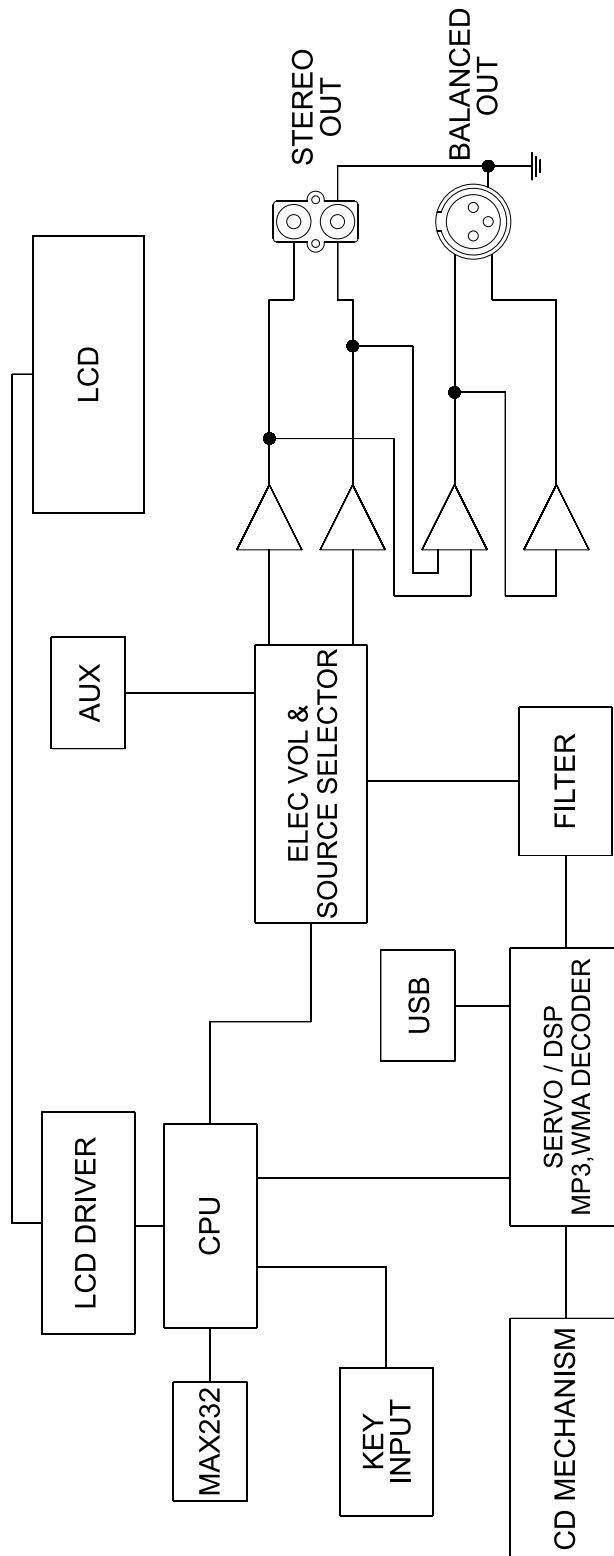 LCD DRIVER
LCD
MAX232
CPU
AUX
KEY
INPUT
USB
ELEC VOL &
SOURCE SELECTOR
STEREO
OUT
CD MECHANISM
SERVO / DSP
MP3,WMA DECODER
FILTER
BALANCED
OUT